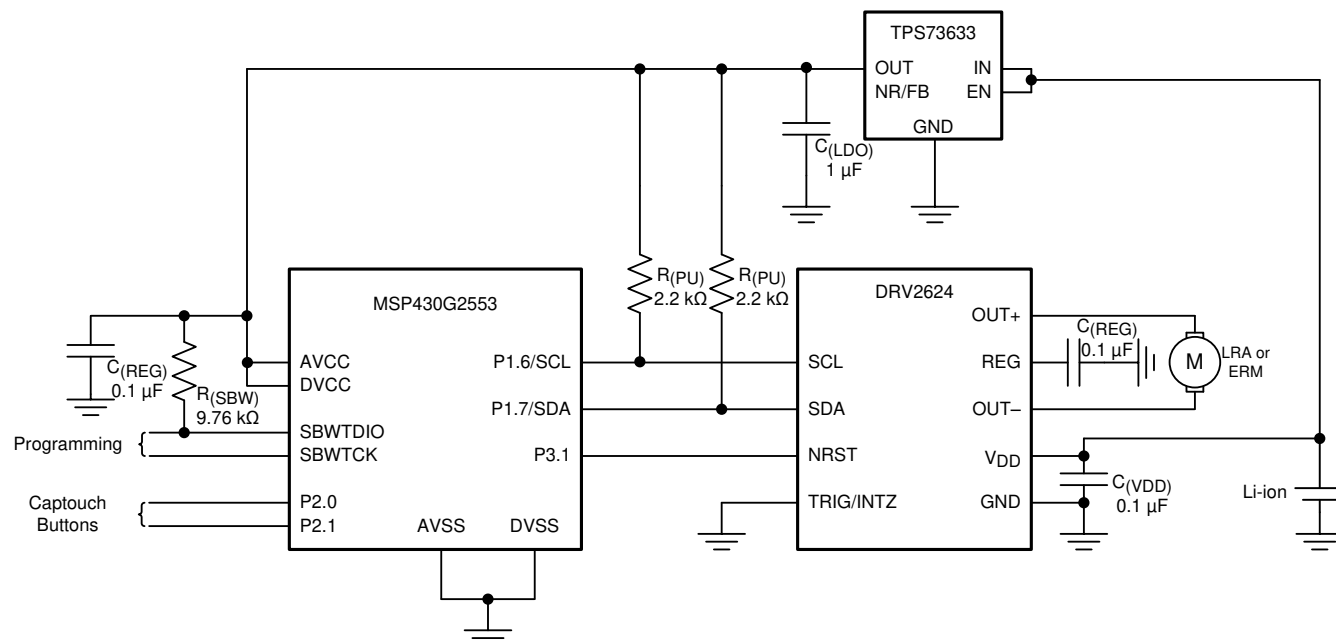 TPS73633
OUT
IN
NR/FB
EN
GND
C(LDO)
1 µF
R(PU)
2.2 kΩ
R(PU)
2.2 kΩ
MSP430G2553
DRV2624
C(REG)
0.1 µF
R(SBW)
9.76 kΩ
AVCC
DVCC
P1.6/SCL
SCL
OUT+
C(REG)
0.1 µF
REG
M
LRA or
ERM
P1.7/SDA
SDA
OUT–
Programming
SBWTDIO
SBWTCK
P3.1
NRST
VDD
C(VDD)
0.1 µF
Li-ion
Captouch
Buttons
P2.0
P2.1
AVSS
DVSS
TRIG/INTZ
GND